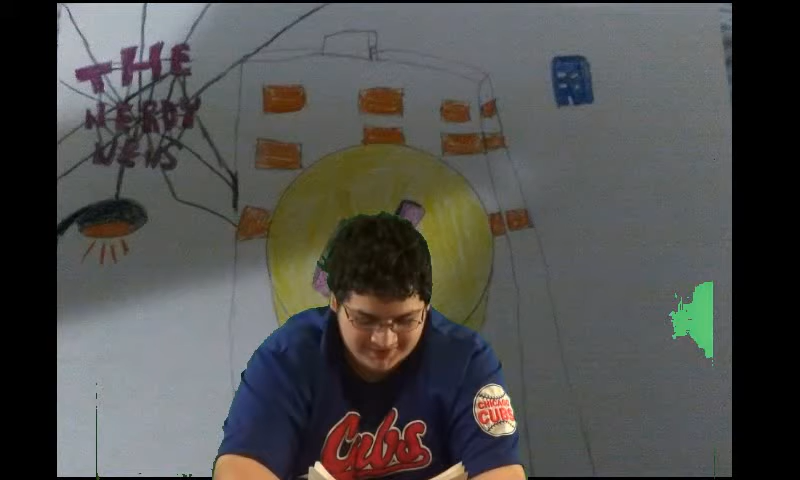 THE
NERDY
NEWS
Cubs
CHICAGO
CUBS